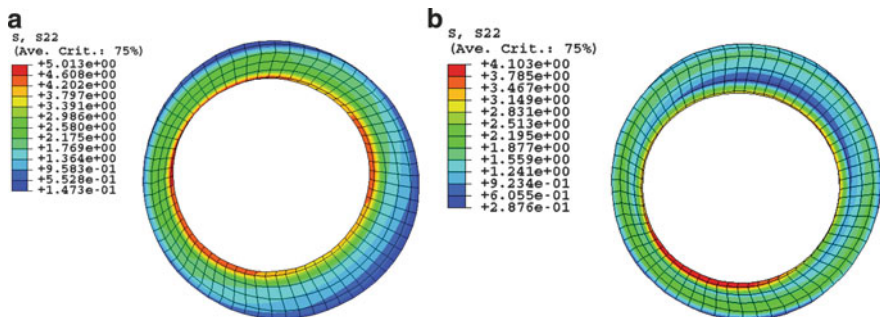 a
S, S22
(Ave. Crit.: 75%)
+5.013e+00
+4.608e+00
+4.202e+00
+3.797e+00
+3.391e+00
+2.986e+00
+2.580e+00
+2.175e+00
+1.769e+00
+1.364e+00
+9.583e-01
+5.528e-01
+1.473e-01
b
S, S22
(Ave. Crit.: 75%)
+4.103e+00
+3.785e+00
+3.467e+00
+3.149e+00
+2.831e+00
+2.513e+00
+2.195e+00
+1.877e+00
+1.559e+00
+1.241e+00
+9.234e-01
+6.055e-01
+2.876e-01